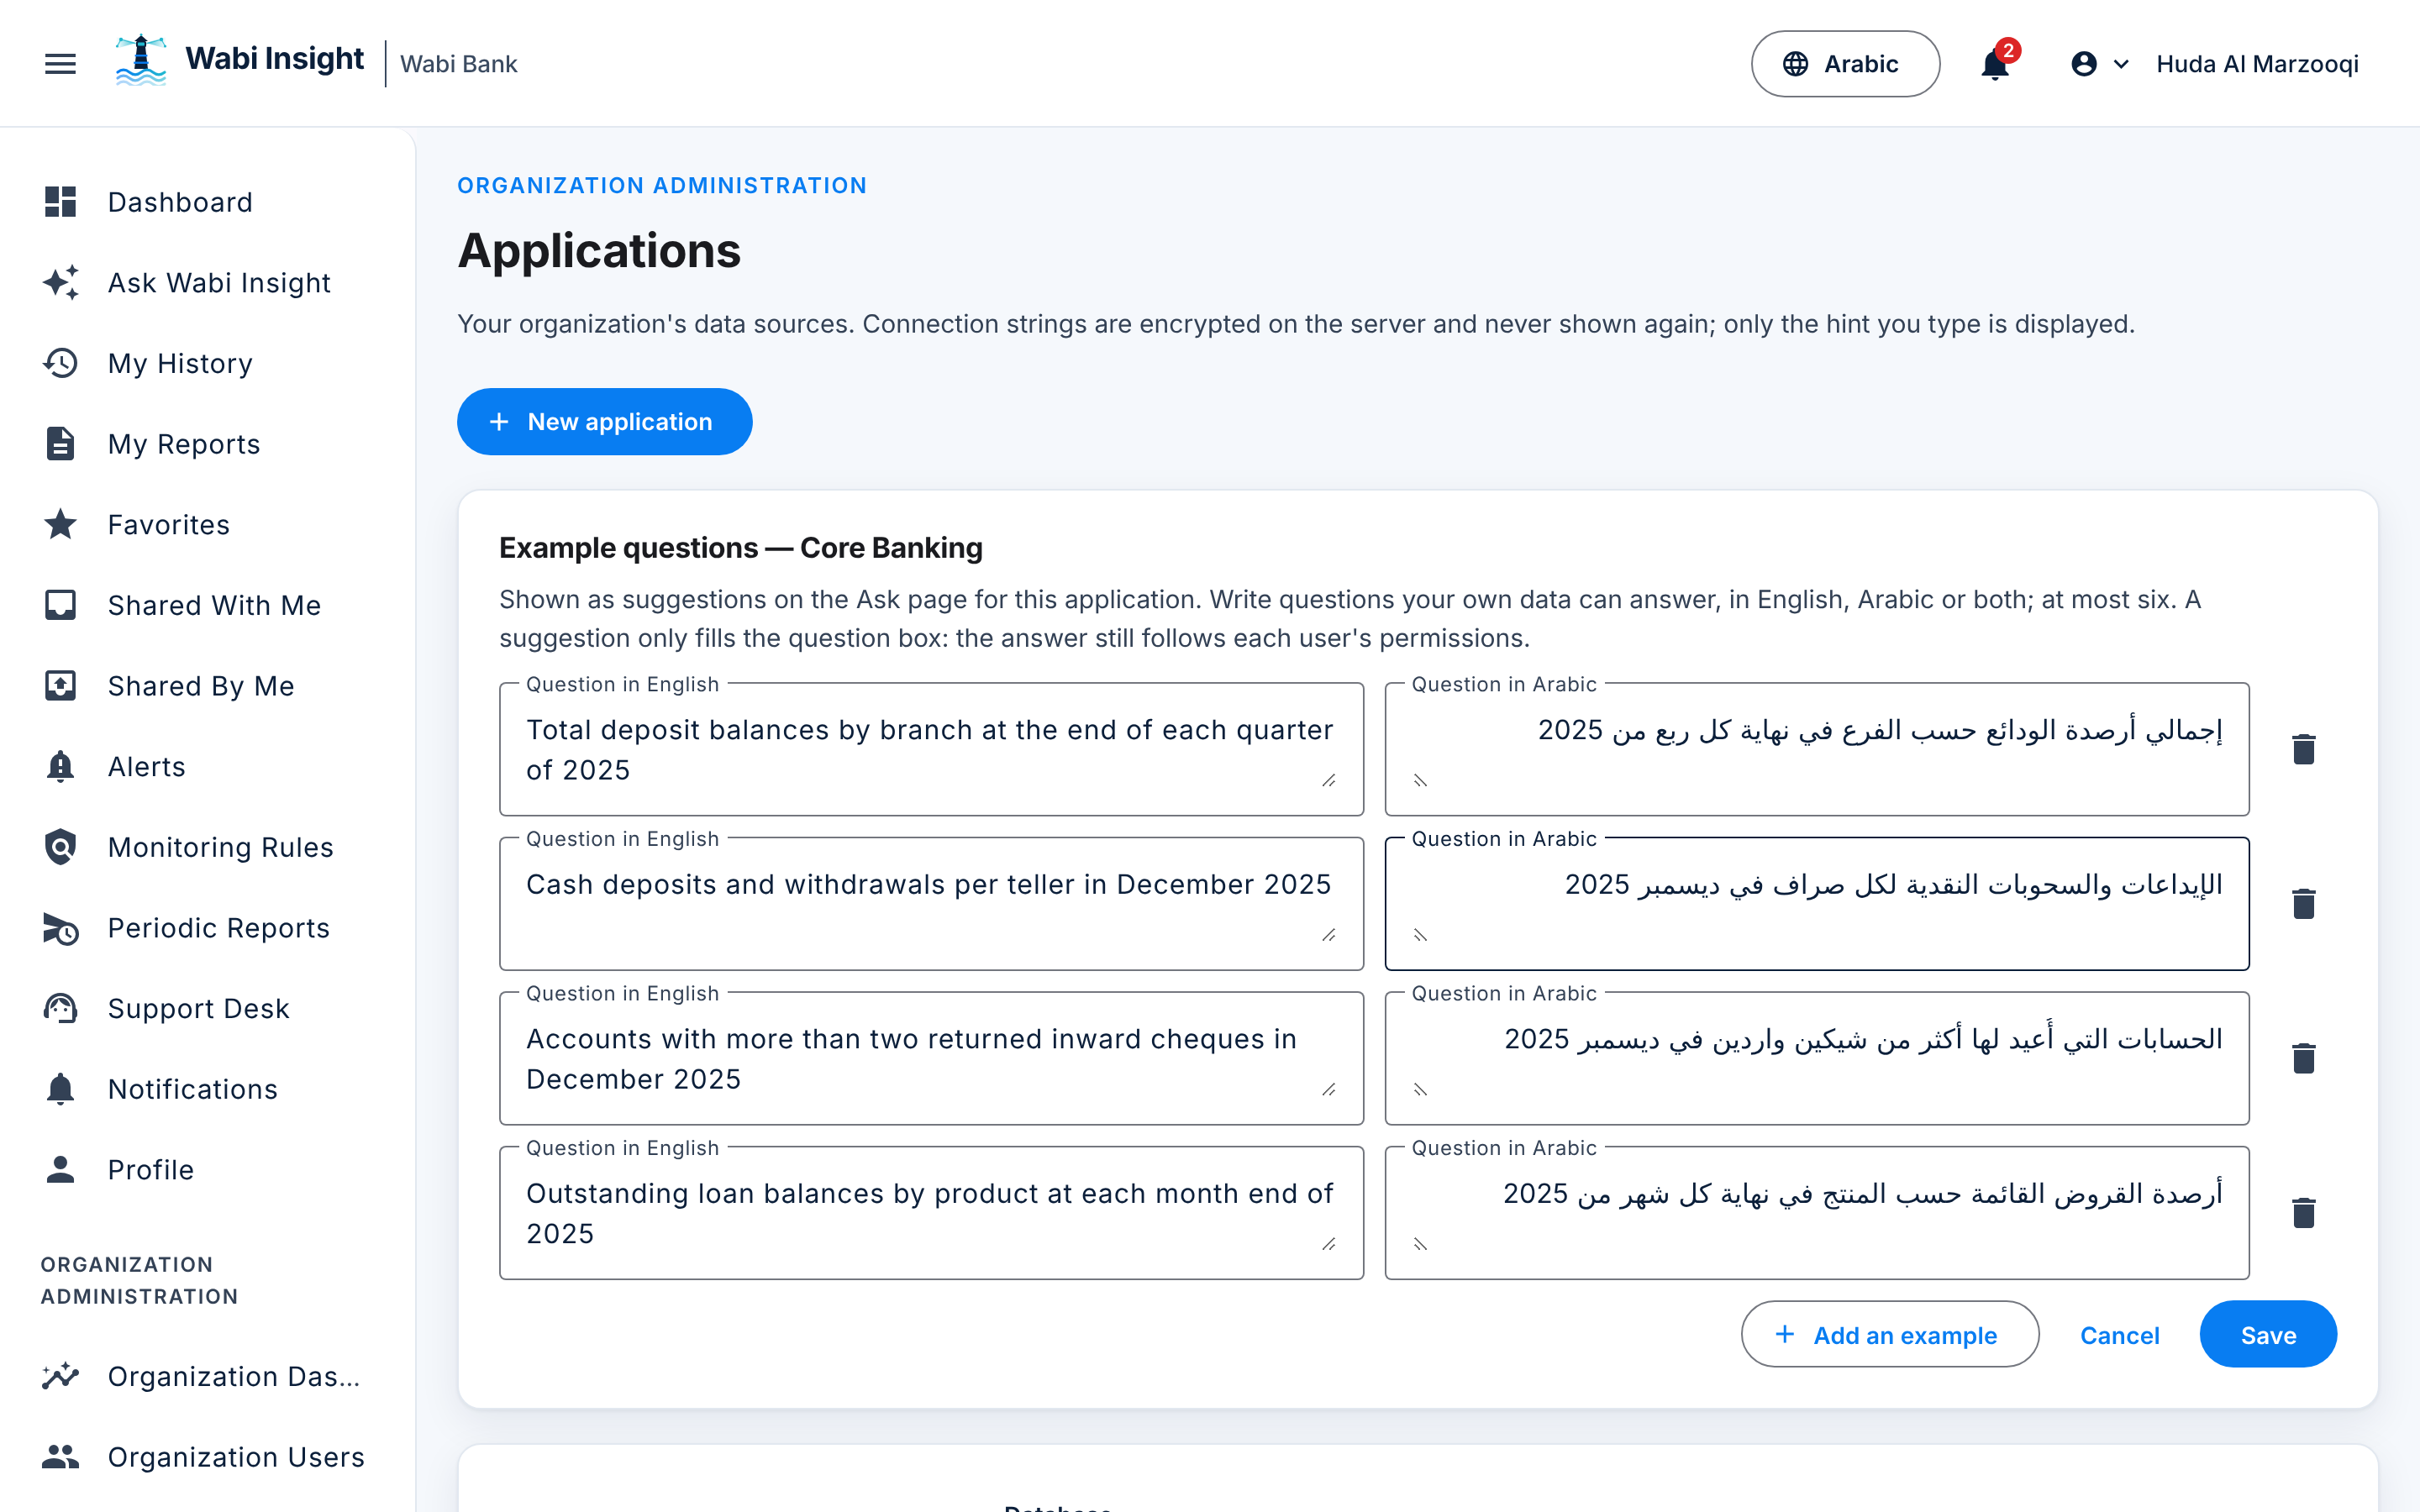 Wabi Insight
Wabi Bank
Arabic
2
Huda Al Marzooqi
Dashboard
Ask Wabi Insight
My History
My Reports
Favorites
Shared With Me
Shared By Me
Alerts
Monitoring Rules
Periodic Reports
Support Desk
Notifications
Profile
ORGANIZATION
ADMINISTRATION
Organization Das...
Organization Users
ORGANIZATION ADMINISTRATION
Applications
Your organization's data sources. Connection strings are encrypted on the server and never shown again; only the hint you type is displayed.
New application
Example questions — Core Banking
Shown as suggestions on the Ask page for this application. Write questions your own data can answer, in English, Arabic or both; at most six. A
suggestion only fills the question box: the answer still follows each user's permissions.
Question in English
Total deposit balances by branch at the end of each quarter
of 2025
Question in Arabic
إجمالي أرصدة الودائع حسب الفرع في نهاية كل ربع من 2025
Question in English
Cash deposits and withdrawals per teller in December 2025
Question in Arabic
الإيداعات والسحوبات النقدية لكل صراف في ديسمبر 2025
Question in English
Accounts with more than two returned inward cheques in
December 2025
Question in Arabic
الحسابات التي أُعيد لها أكثر من شيكين واردين في ديسمبر 2025
Question in English
Outstanding loan balances by product at each month end of
2025
Question in Arabic
أرصدة القروض القائمة حسب المنتج في نهاية كل شهر من 2025
Add an example
Cancel
Save